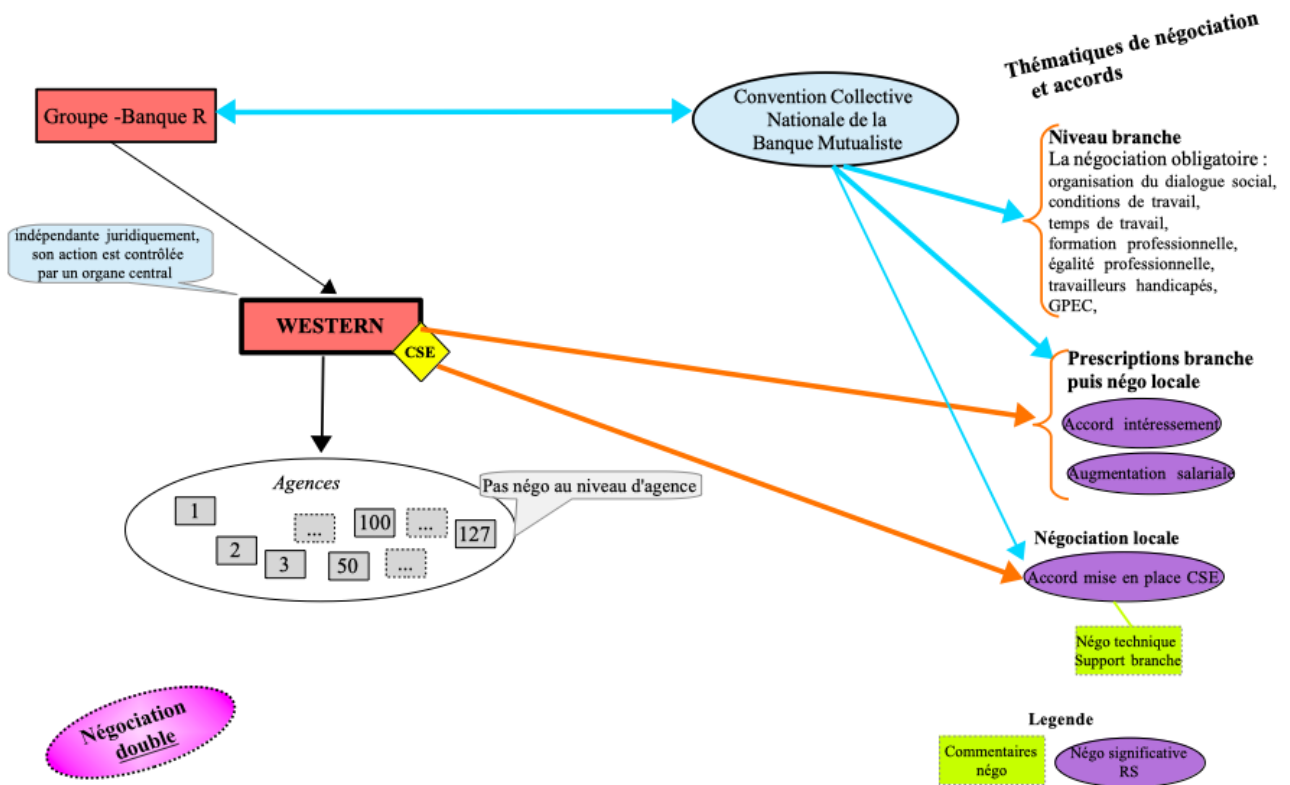 Thématiques de négociation
et accords
Groupe -Banque R
Convention Collective
Nationale de la
Banque Mutualiste
Niveau branche
La négociation obligatoire :
organisation du dialogue social,
conditions de travail,
temps de travail,
formation professionnelle,
égalité professionnelle,
travailleurs handicapés,
GPEC,
indépendante juridiquement,
son action est contrôlée
par un organe central
WESTERN
CSE
Prescriptions branche
puis négo locale
Accord intéressement
Augmentation salariale
Agences
Pas négo au niveau d'agence
1
2
3
...
50
100
...
...
127
Négociation locale
Accord mise en place CSE
Négo technique
Support branche
Négociation
double
Legende
Commentaires
négo
Négo significative
RS